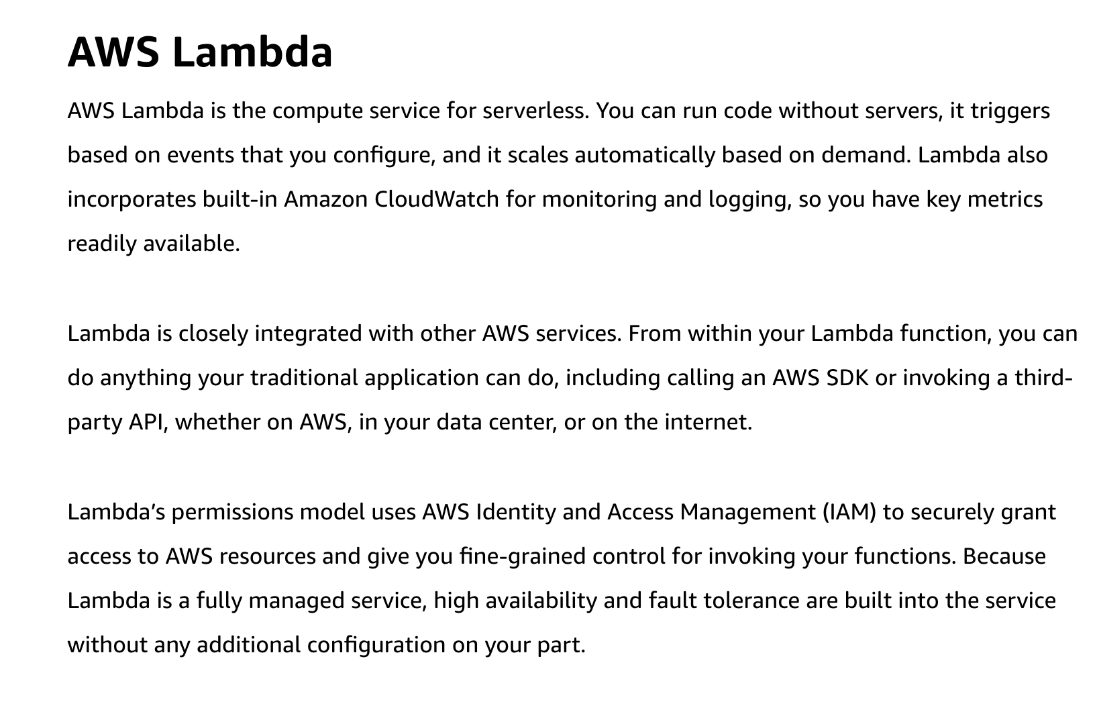 AWS Lambda
AWS Lambda is the compute service for serverless. You can run code without servers, it triggers
based on events that you configure, and it scales automatically based on demand. Lambda also
incorporates built-in Amazon CloudWatch for monitoring and logging, so you have key metrics
readily available.
Lambda is closely integrated with other AWS services. From within your Lambda function, you can
do anything your traditional application can do, including calling an AWS SDK or invoking a third-
party API, whether on AWS, in your data center, or on the internet.
Lambda’s permissions model uses AWS Identity and Access Management (IAM) to securely grant
access to AWS resources and give you fine-grained control for invoking your functions. Because
Lambda is a fully managed service, high availability and fault tolerance are built into the service
without any additional configuration on your part.